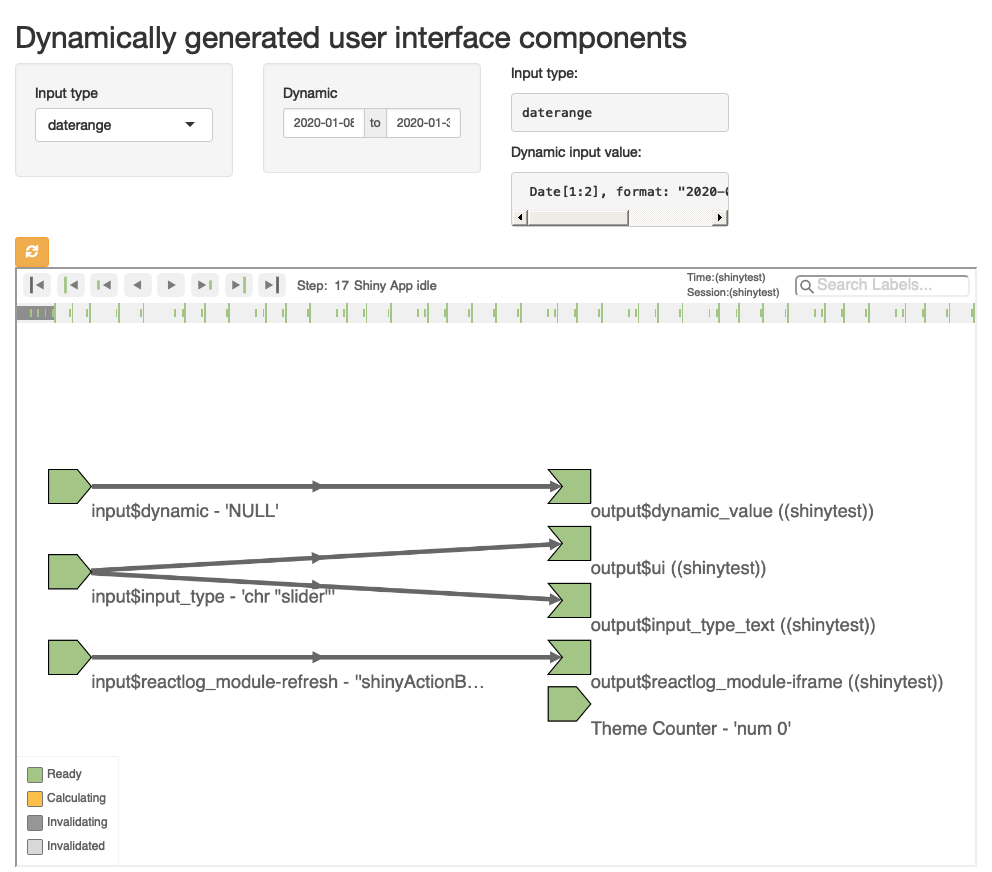 Dynamically generated user interface components
Input type
daterange
Dynamic
2020-01-08 to 2020-01-3
Input type:
daterange
Dynamic input value:
Date[1:2], format: "2020-0
Step: 17 Shiny App idle
Time:(shinytest)
Session:(shinytest)
Search Labels...
input$dynamic - 'NULL'
output$dynamic_value ((shinytest))
output$ui ((shinytest))
input$input_type - 'chr "slider"'
output$input_type_text ((shinytest))
input$reactlog_module-refresh - "shinyActionB...
output$reactlog_module-iframe ((shinytest))
Theme Counter - 'num 0'
Ready
Calculating
Invalidating
Invalidated